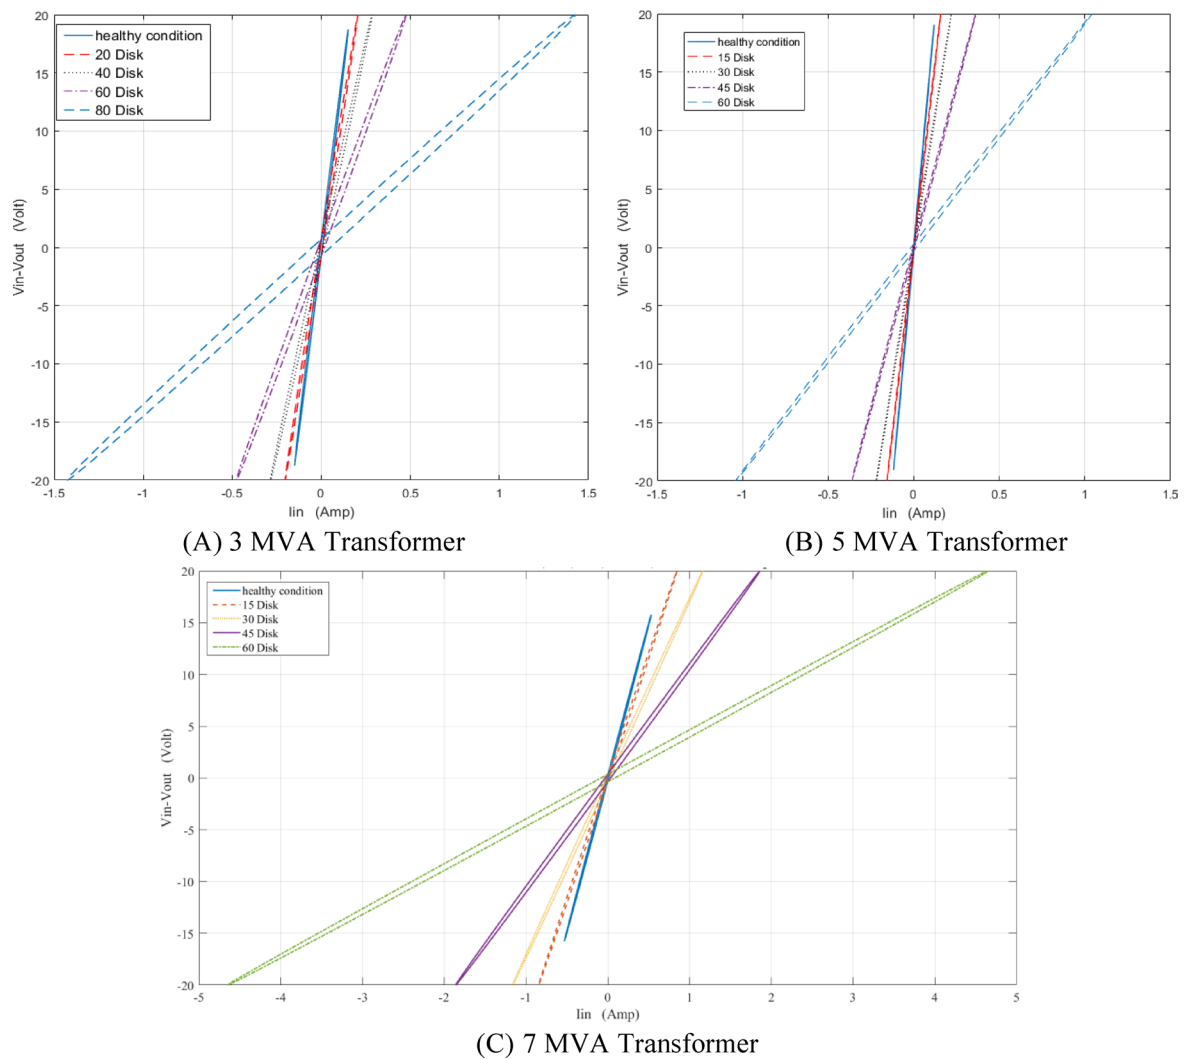 healthy condition
20 Disk
40 Disk
60 Disk
80 Disk
20
15
10
5
0
-5
-10
-15
-20
-1.5 -1 -0.5 0 0.5 1 1.5
Vin-Vout (Volt)
Iin (Amp)
(A) 3 MVA Transformer
healthy condition
15 Disk
30 Disk
45 Disk
60 Disk
20
15
10
5
0
-5
-10
-15
-20
-1.5 -1 -0.5 0 0.5 1 1.5
Vin-Vout (Volt)
Iin (Amp)
(B) 5 MVA Transformer
healthy condition
15 Disk
30 Disk
45 Disk
60 Disk
20
15
10
5
0
-5
-10
-15
-20
-5 -4 -3 -2 -1 0 1 2 3 4 5
Vin-Vout (Volt)
Iin (Amp)
(C) 7 MVA Transformer